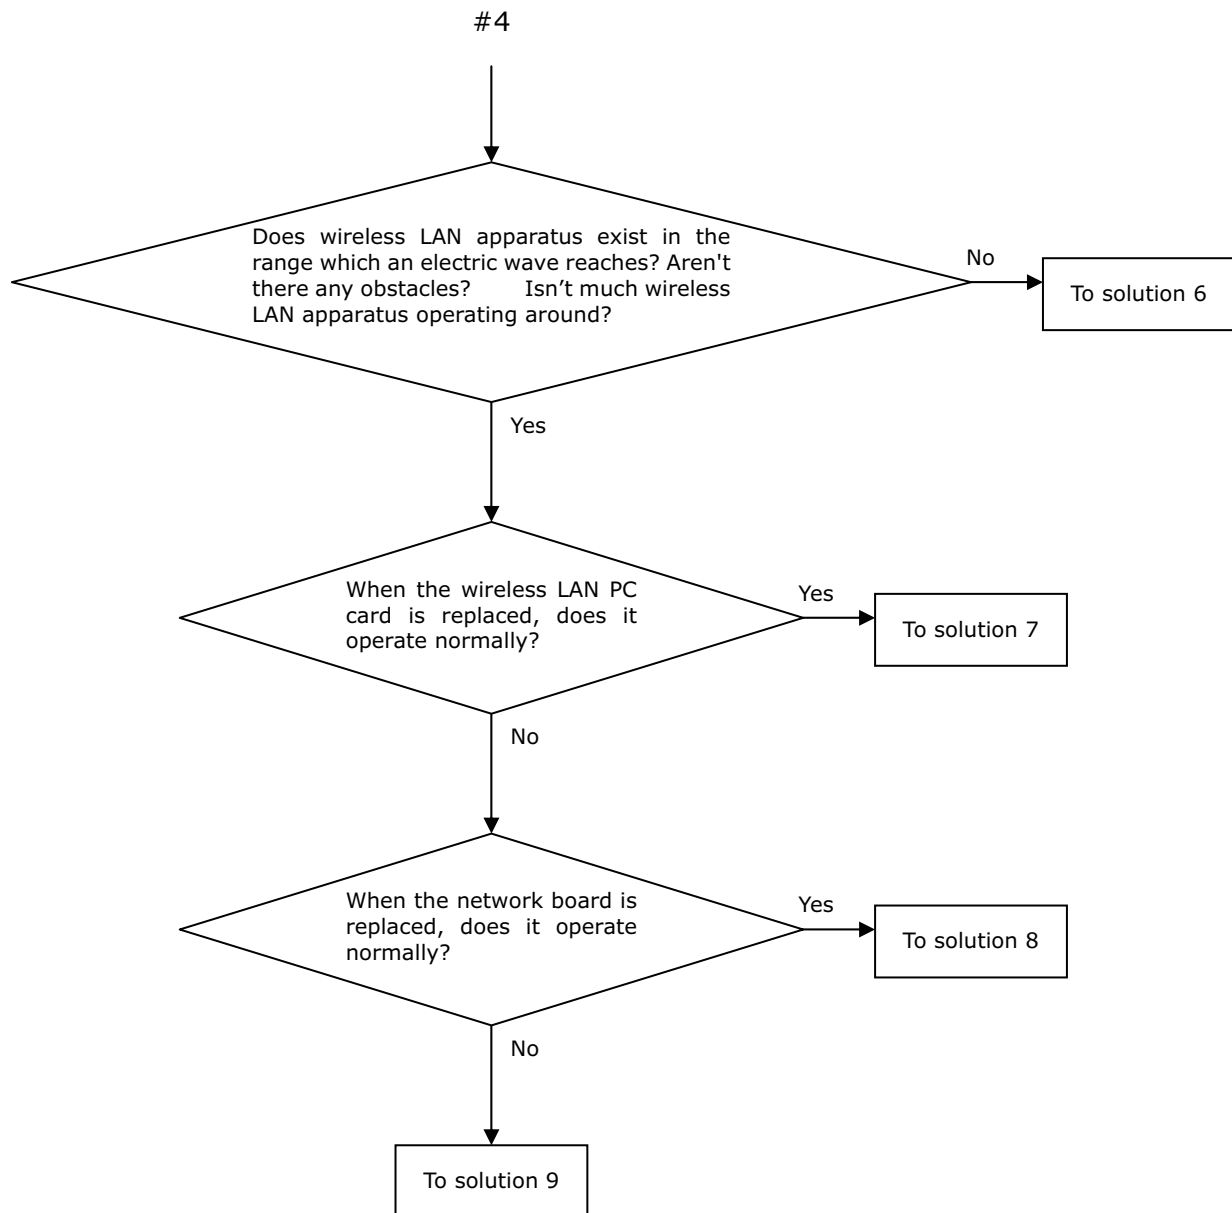 #4
Does wireless LAN apparatus exist in the
range which an electric wave reaches? Aren't
there any obstacles? Isn’t much wireless
LAN apparatus operating around?
No
To solution 6
Yes
When the wireless LAN PC
card is replaced, does it
operate normally?
Yes
To solution 7
No
When the network board is
replaced, does it operate
normally?
Yes
To solution 8
No
To solution 9